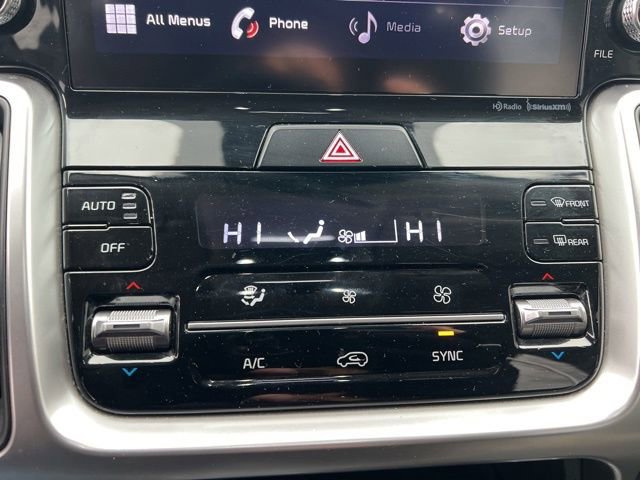 All Menus Phone Media Setup
FILE
HD Radio ((SiriusXM))
AUTO FRONT
HI HI
OFF REAR
A/C SYNC